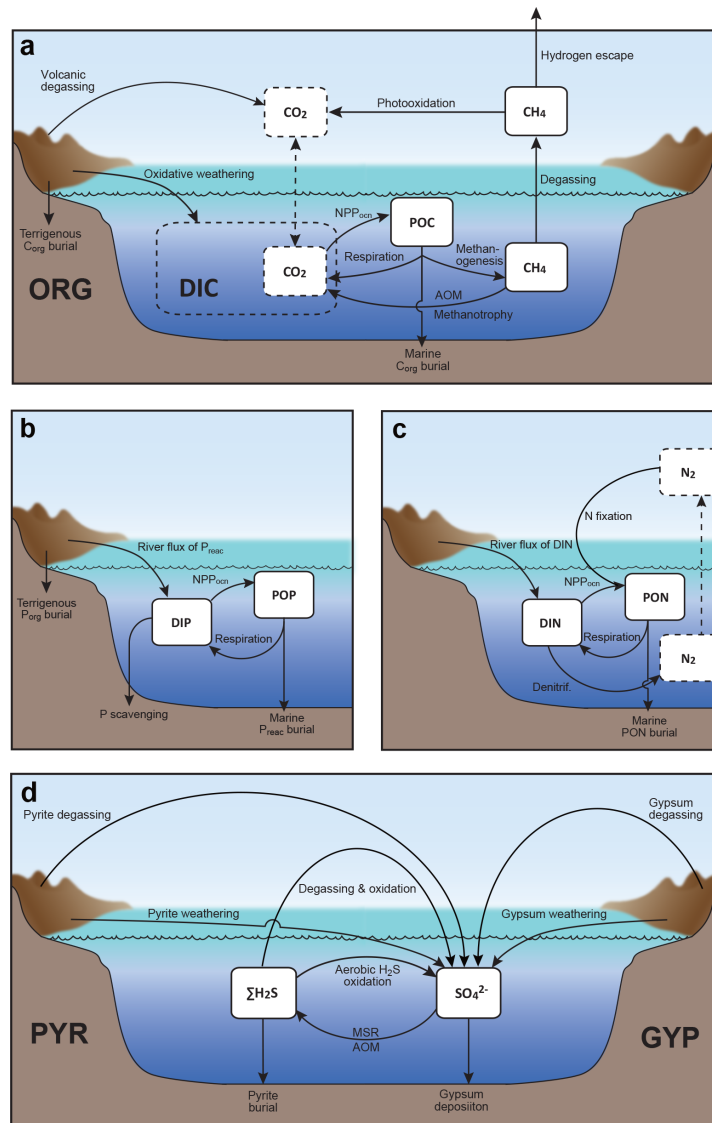 a
Hydrogen escape
Volcanic
degassing
CO₂
Photooxidation
CH₄
Oxidative weathering
Degassing
NPPocn
POC
Terrigenous
Corg burial
ORG
DIC
CO₂
Respiration
Methan-
ogenesis
CH₄
AOM
Methanotrophy
Marine
Corg burial
b
River flux of Preac
NPPocn
POP
DIP
Terrigenous
Porg burial
Respiration
P scavenging
Marine
Preac burial
c
N₂
N fixation
River flux of DIN
NPPocn
PON
DIN
Respiration
N₂
Denitrif.
Marine
PON burial
d
Pyrite degassing
Gypsum
degassing
Degassing & oxidation
Pyrite weathering
Gypsum weathering
Aerobic H₂S
oxidation
∑H₂S
SO₄²⁻
MSR
AOM
PYR
GYP
Pyrite
burial
Gypsum
deposiiton